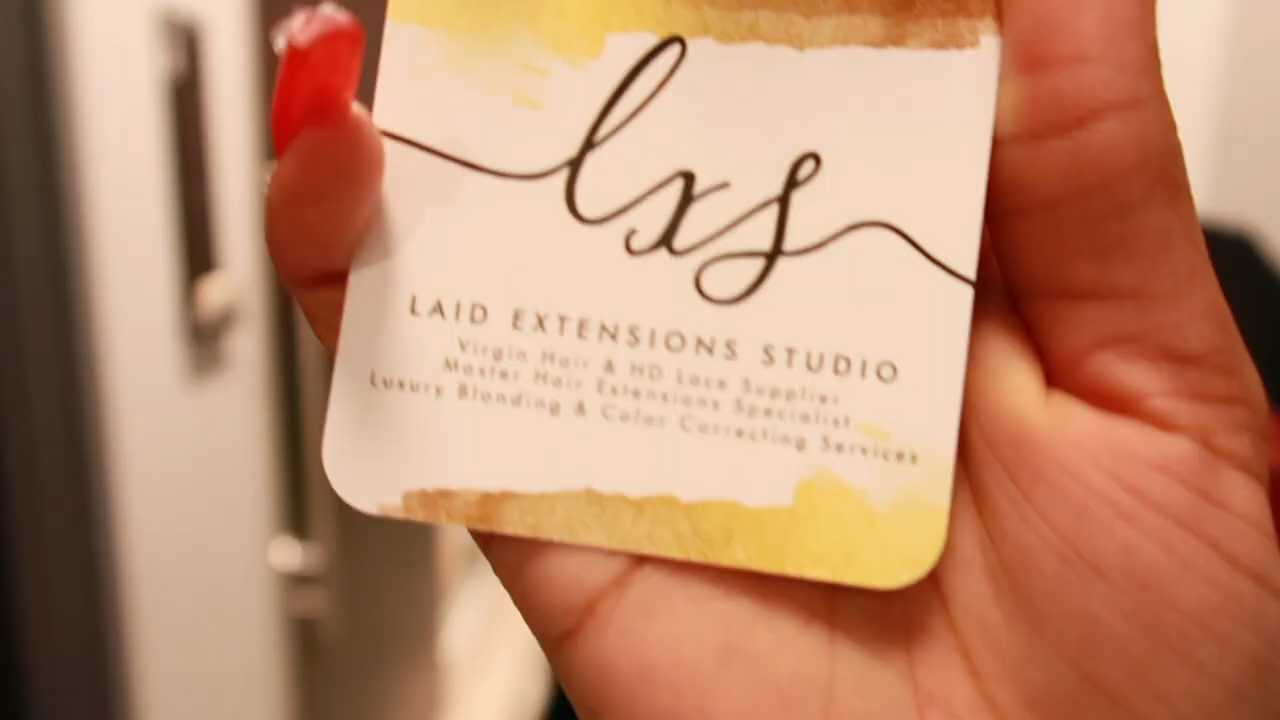 lxs
LAID EXTENSIONS STUDIO
Virgin Hair & HD Lace Supplier
Master Hair Extensions Specialist
Luxury Blonding & Color Correcting Services